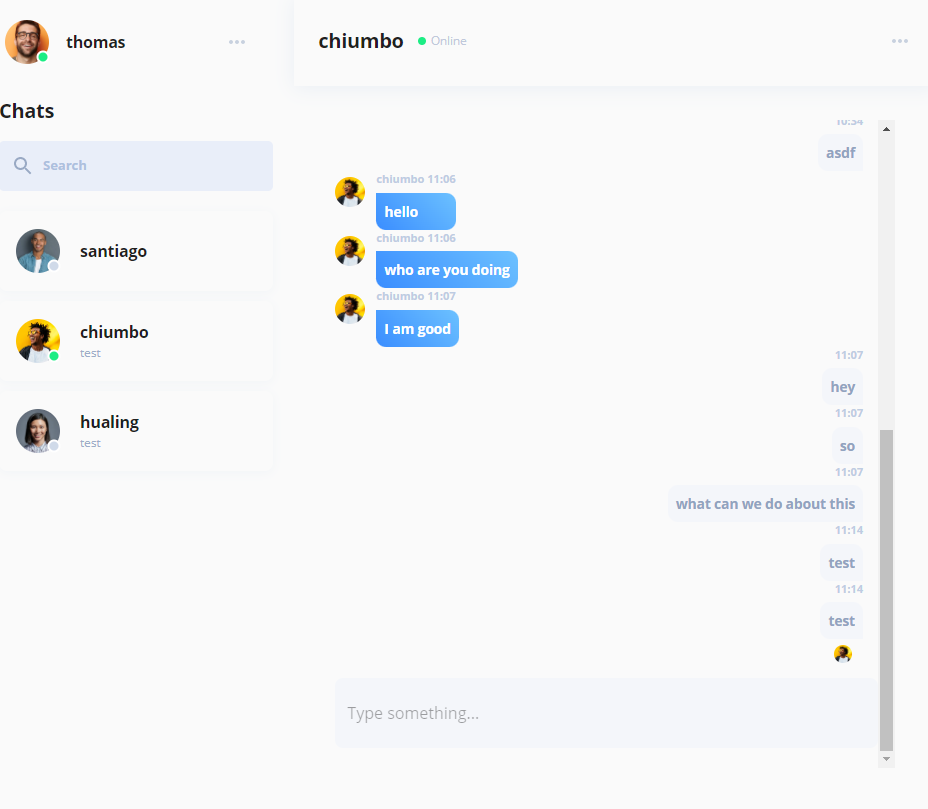 thomas
Chats
Search
santiago
chiumbo
test
hualing
test
chiumbo Online
10:34
asdf
chiumbo 11:06
hello
chiumbo 11:06
who are you doing
chiumbo 11:07
I am good
11:07
hey
11:07
so
11:07
what can we do about this
11:14
test
11:14
test
Type something...